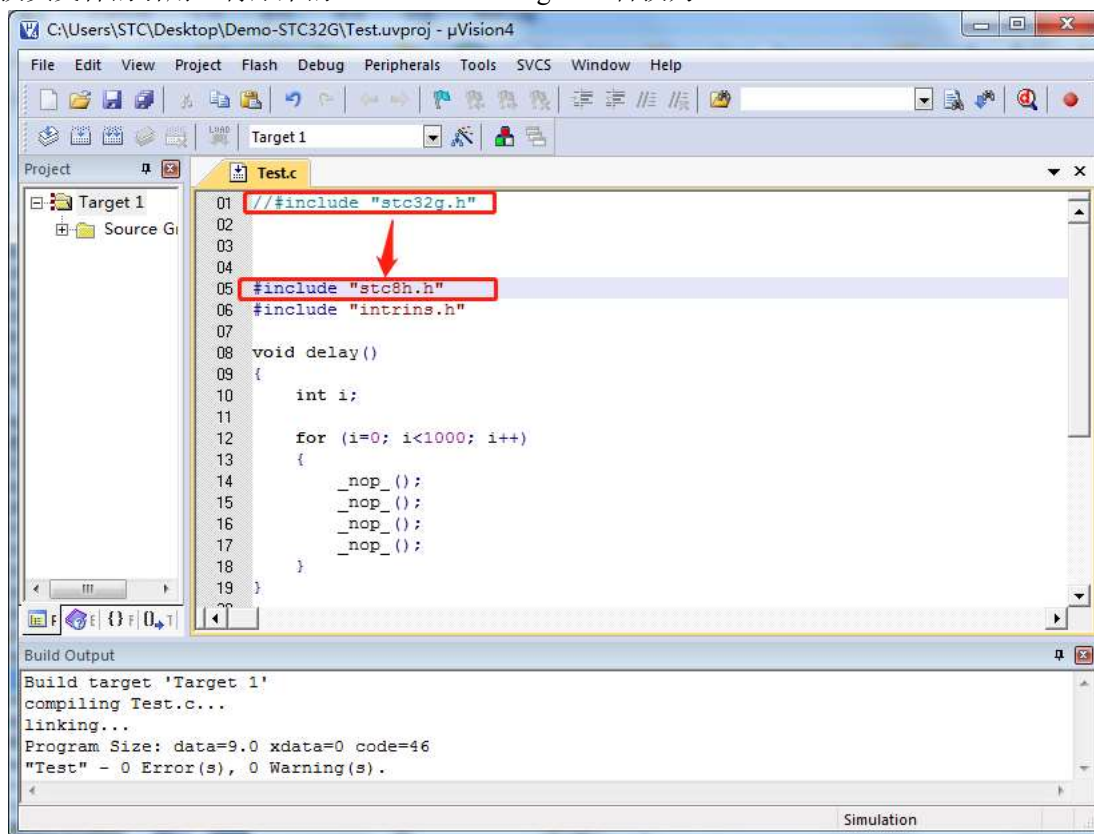 C:\Users\STC\Desktop\Demo-STC32G\Test.uvproj - µVision4
File Edit View Project Flash Debug Peripherals Tools SVCS Window Help
LOAD Target 1
Project
Test.c
Target 1
Source Gr
01 //#include "stc32g.h"
02
03
04
05 #include "stc8h.h"
06 #include "intrins.h"
07
08 void delay()
09 {
10 int i;
11
12 for (i=0; i<1000; i++)
13 {
14 _nop_();
15 _nop_();
16 _nop_();
17 _nop_();
18 }
19 }
Build Output
Build target 'Target 1'
compiling Test.c...
linking...
Program Size: data=9.0 xdata=0 code=46
"Test" - 0 Error(s), 0 Warning(s).
Simulation